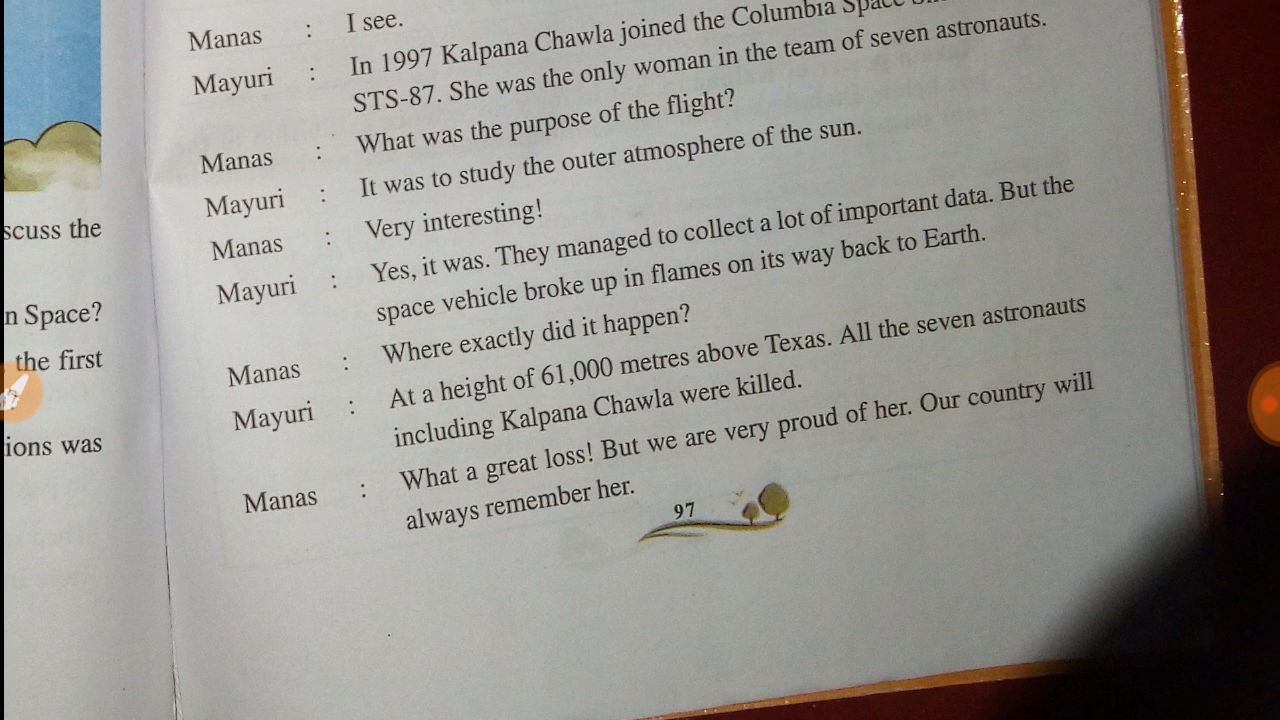 scuss the
n Space?
the first
ions was
Manas : I see.
Mayuri : In 1997 Kalpana Chawla joined the Columbia Space
STS-87. She was the only woman in the team of seven astronauts.
Manas : What was the purpose of the flight?
Mayuri : It was to study the outer atmosphere of the sun.
Manas : Very interesting!
Mayuri : Yes, it was. They managed to collect a lot of important data. But the
space vehicle broke up in flames on its way back to Earth.
Manas : Where exactly did it happen?
Mayuri : At a height of 61,000 metres above Texas. All the seven astronauts
including Kalpana Chawla were killed.
Manas : What a great loss! But we are very proud of her. Our country will
always remember her.
97